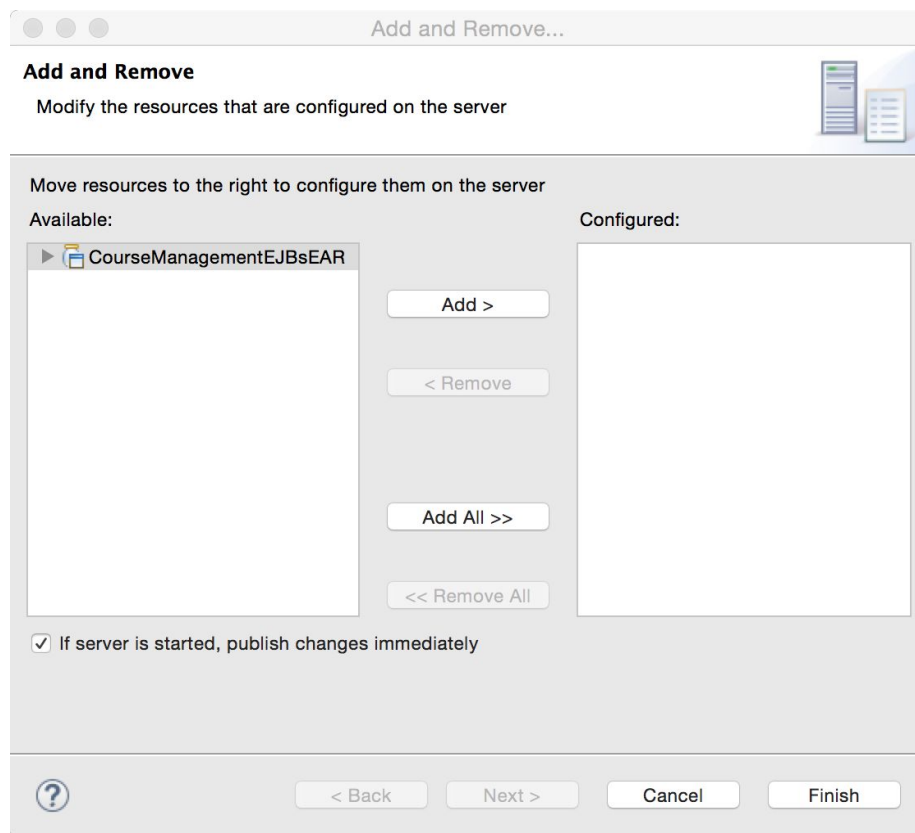 Add and Remove...
Add and Remove
Modify the resources that are configured on the server
Move resources to the right to configure them on the server
Available:
Configured:
CourseManagementEJBsEAR
Add >
< Remove
Add All >>
<< Remove All
If server is started, publish changes immediately
?
< Back
Next >
Cancel
Finish